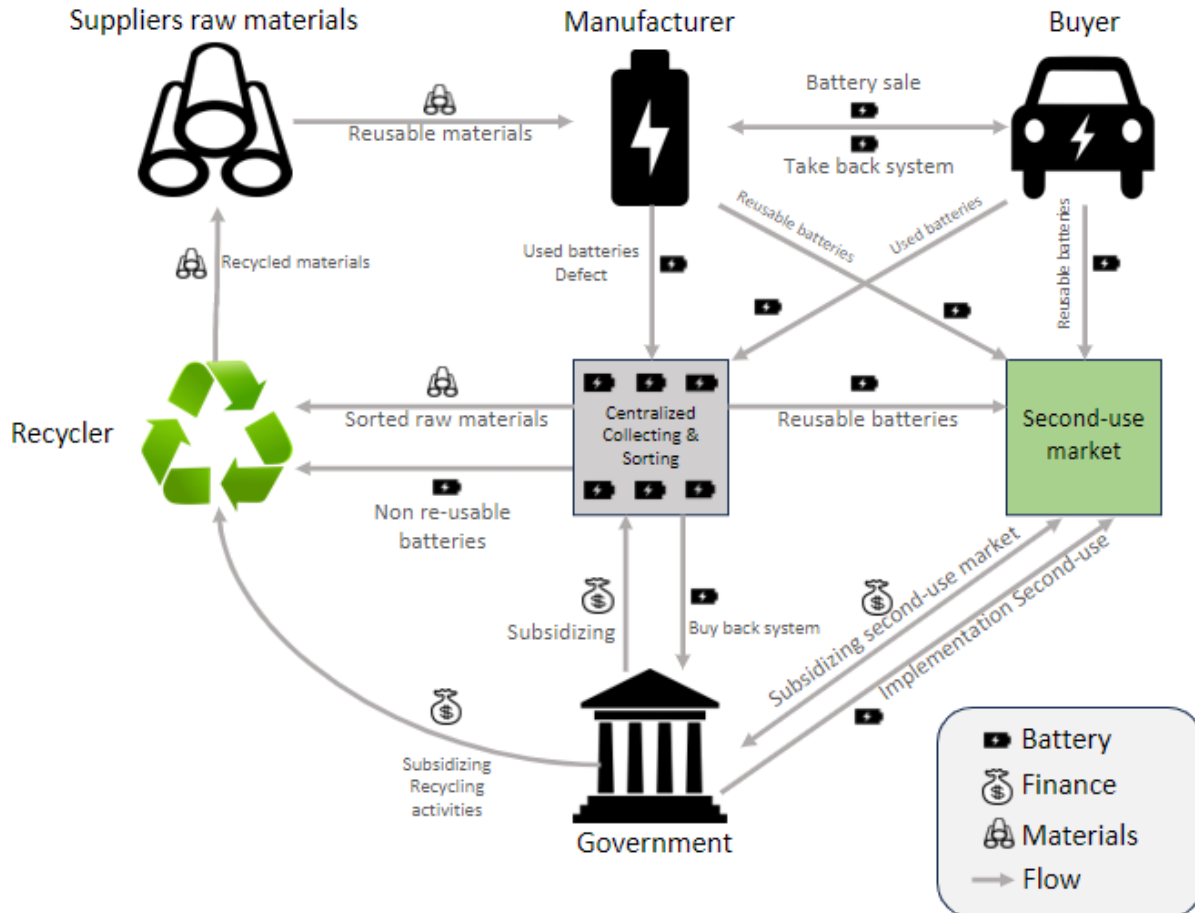 Suppliers raw materials
Manufacturer
Buyer
Reusable materials
Battery sale
Take back system
Recycled materials
Used batteries
Defect
Reusable batteries
Used batteries
Reusable batteries
Recycler
Sorted raw materials
Centralized
Collecting &
Sorting
Reusable batteries
Second-use
market
Non re-usable
batteries
Subsidizing
Buy back system
Subsidizing second-use market
Implementation Second-use
Subsidizing
Recycling
activities
Government
Battery
$ Finance
Materials
Flow